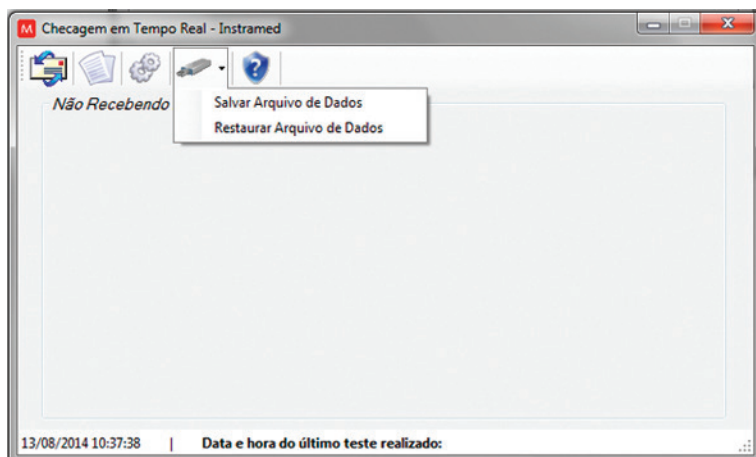 M Checagem em Tempo Real - Instramed
Não Recebendo
Salvar Arquivo de Dados
Restaurar Arquivo de Dados
13/08/2014 10:37:38 | Data e hora do último teste realizado: